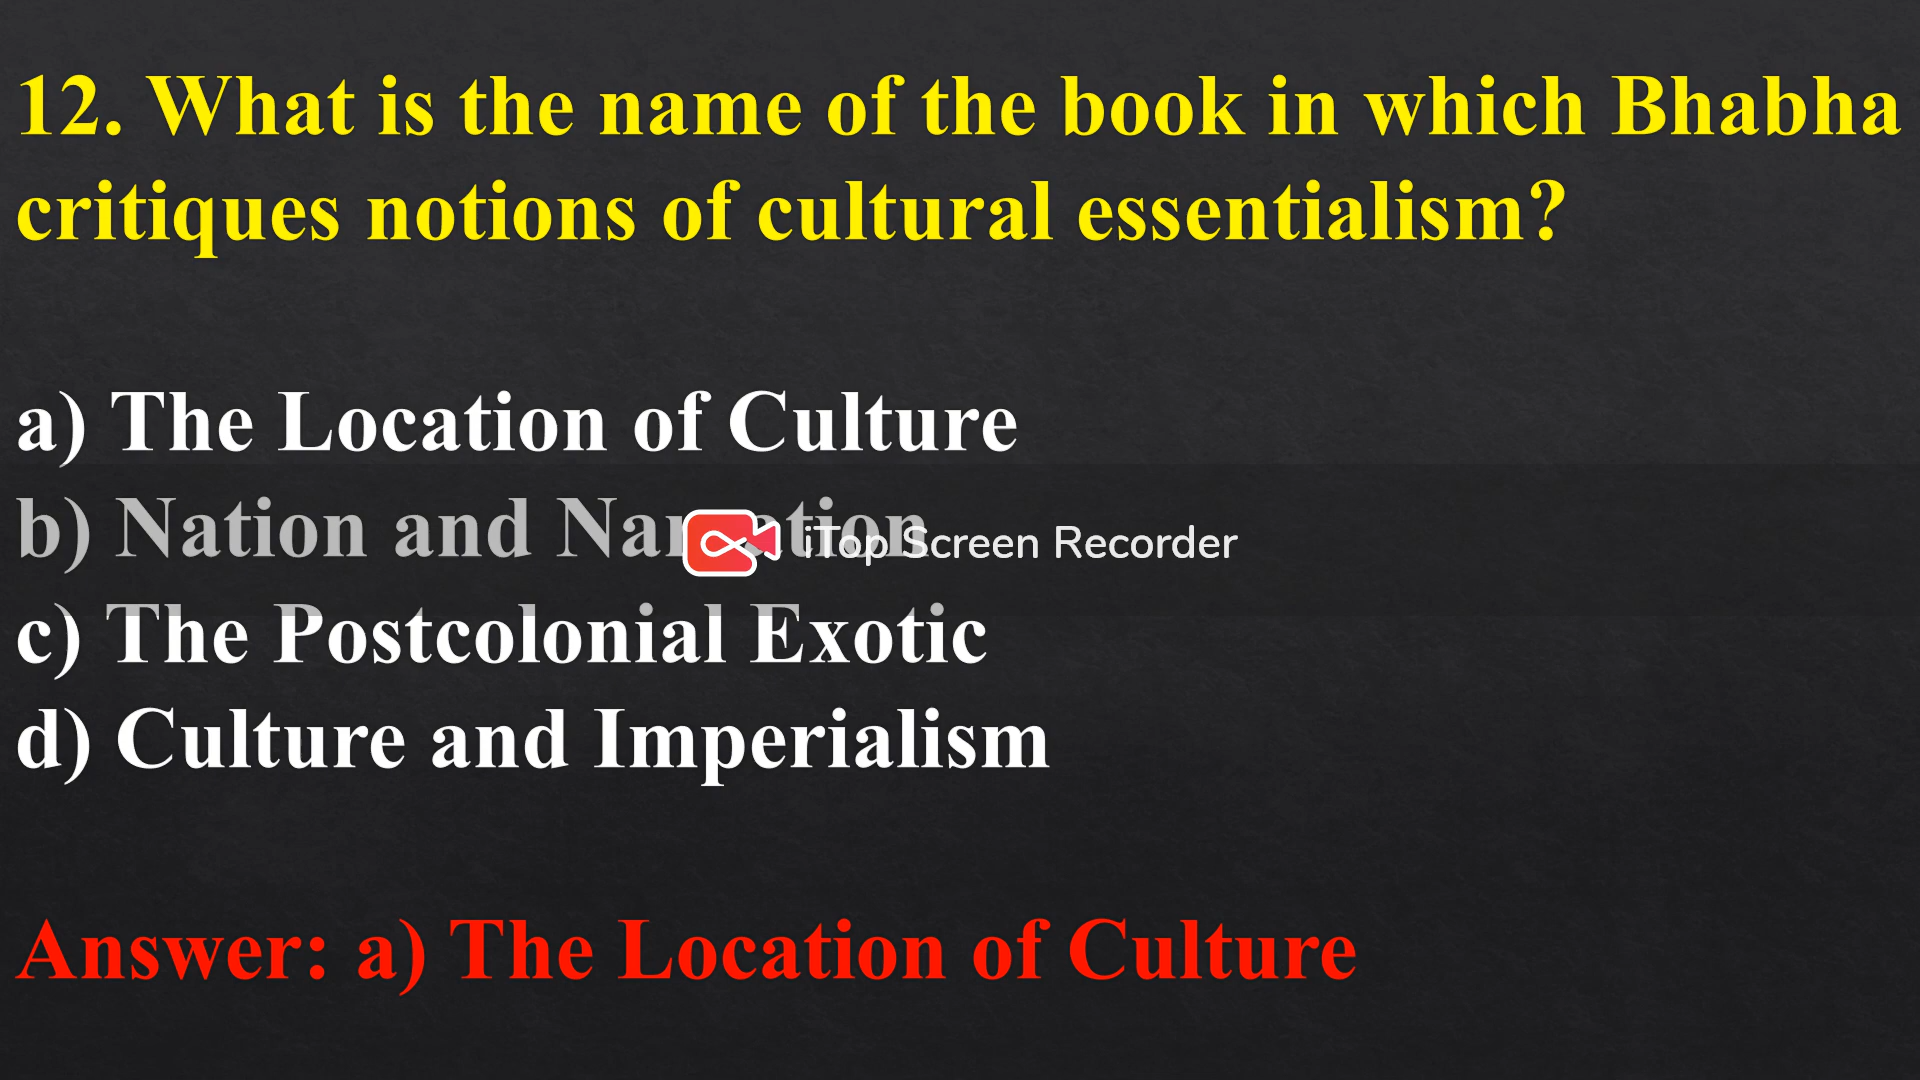 12. What is the name of the book in which Bhabha
critiques notions of cultural essentialism?
a) The Location of Culture
b) Nation and Narration
iTop Screen Recorder
c) The Postcolonial Exotic
d) Culture and Imperialism
Answer: a) The Location of Culture